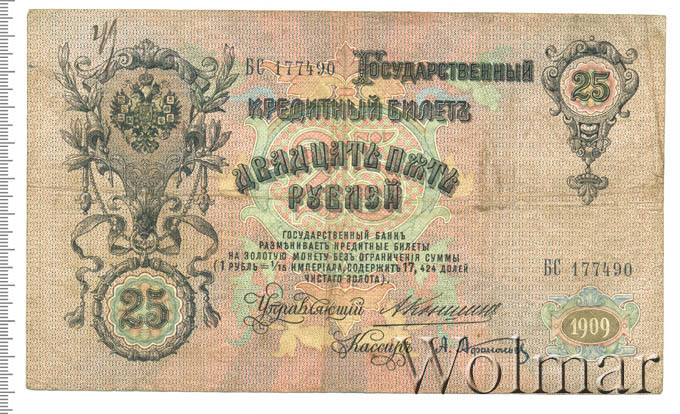 БС 177490 Государственный 25
Кредитный Билетъ
Двадцать Пять
Рублей
Государственный Банкъ
размѣниваетъ кредитные билеты
на золотую монету безъ ограниченія суммы
(1 рубль = 1/15 имперіала, содержитъ 17,424 долей
чистаго золота).
БС 177490
25
Управляющій А Коншинъ
1909
Кассиръ А. Афанасьев
Wolmar